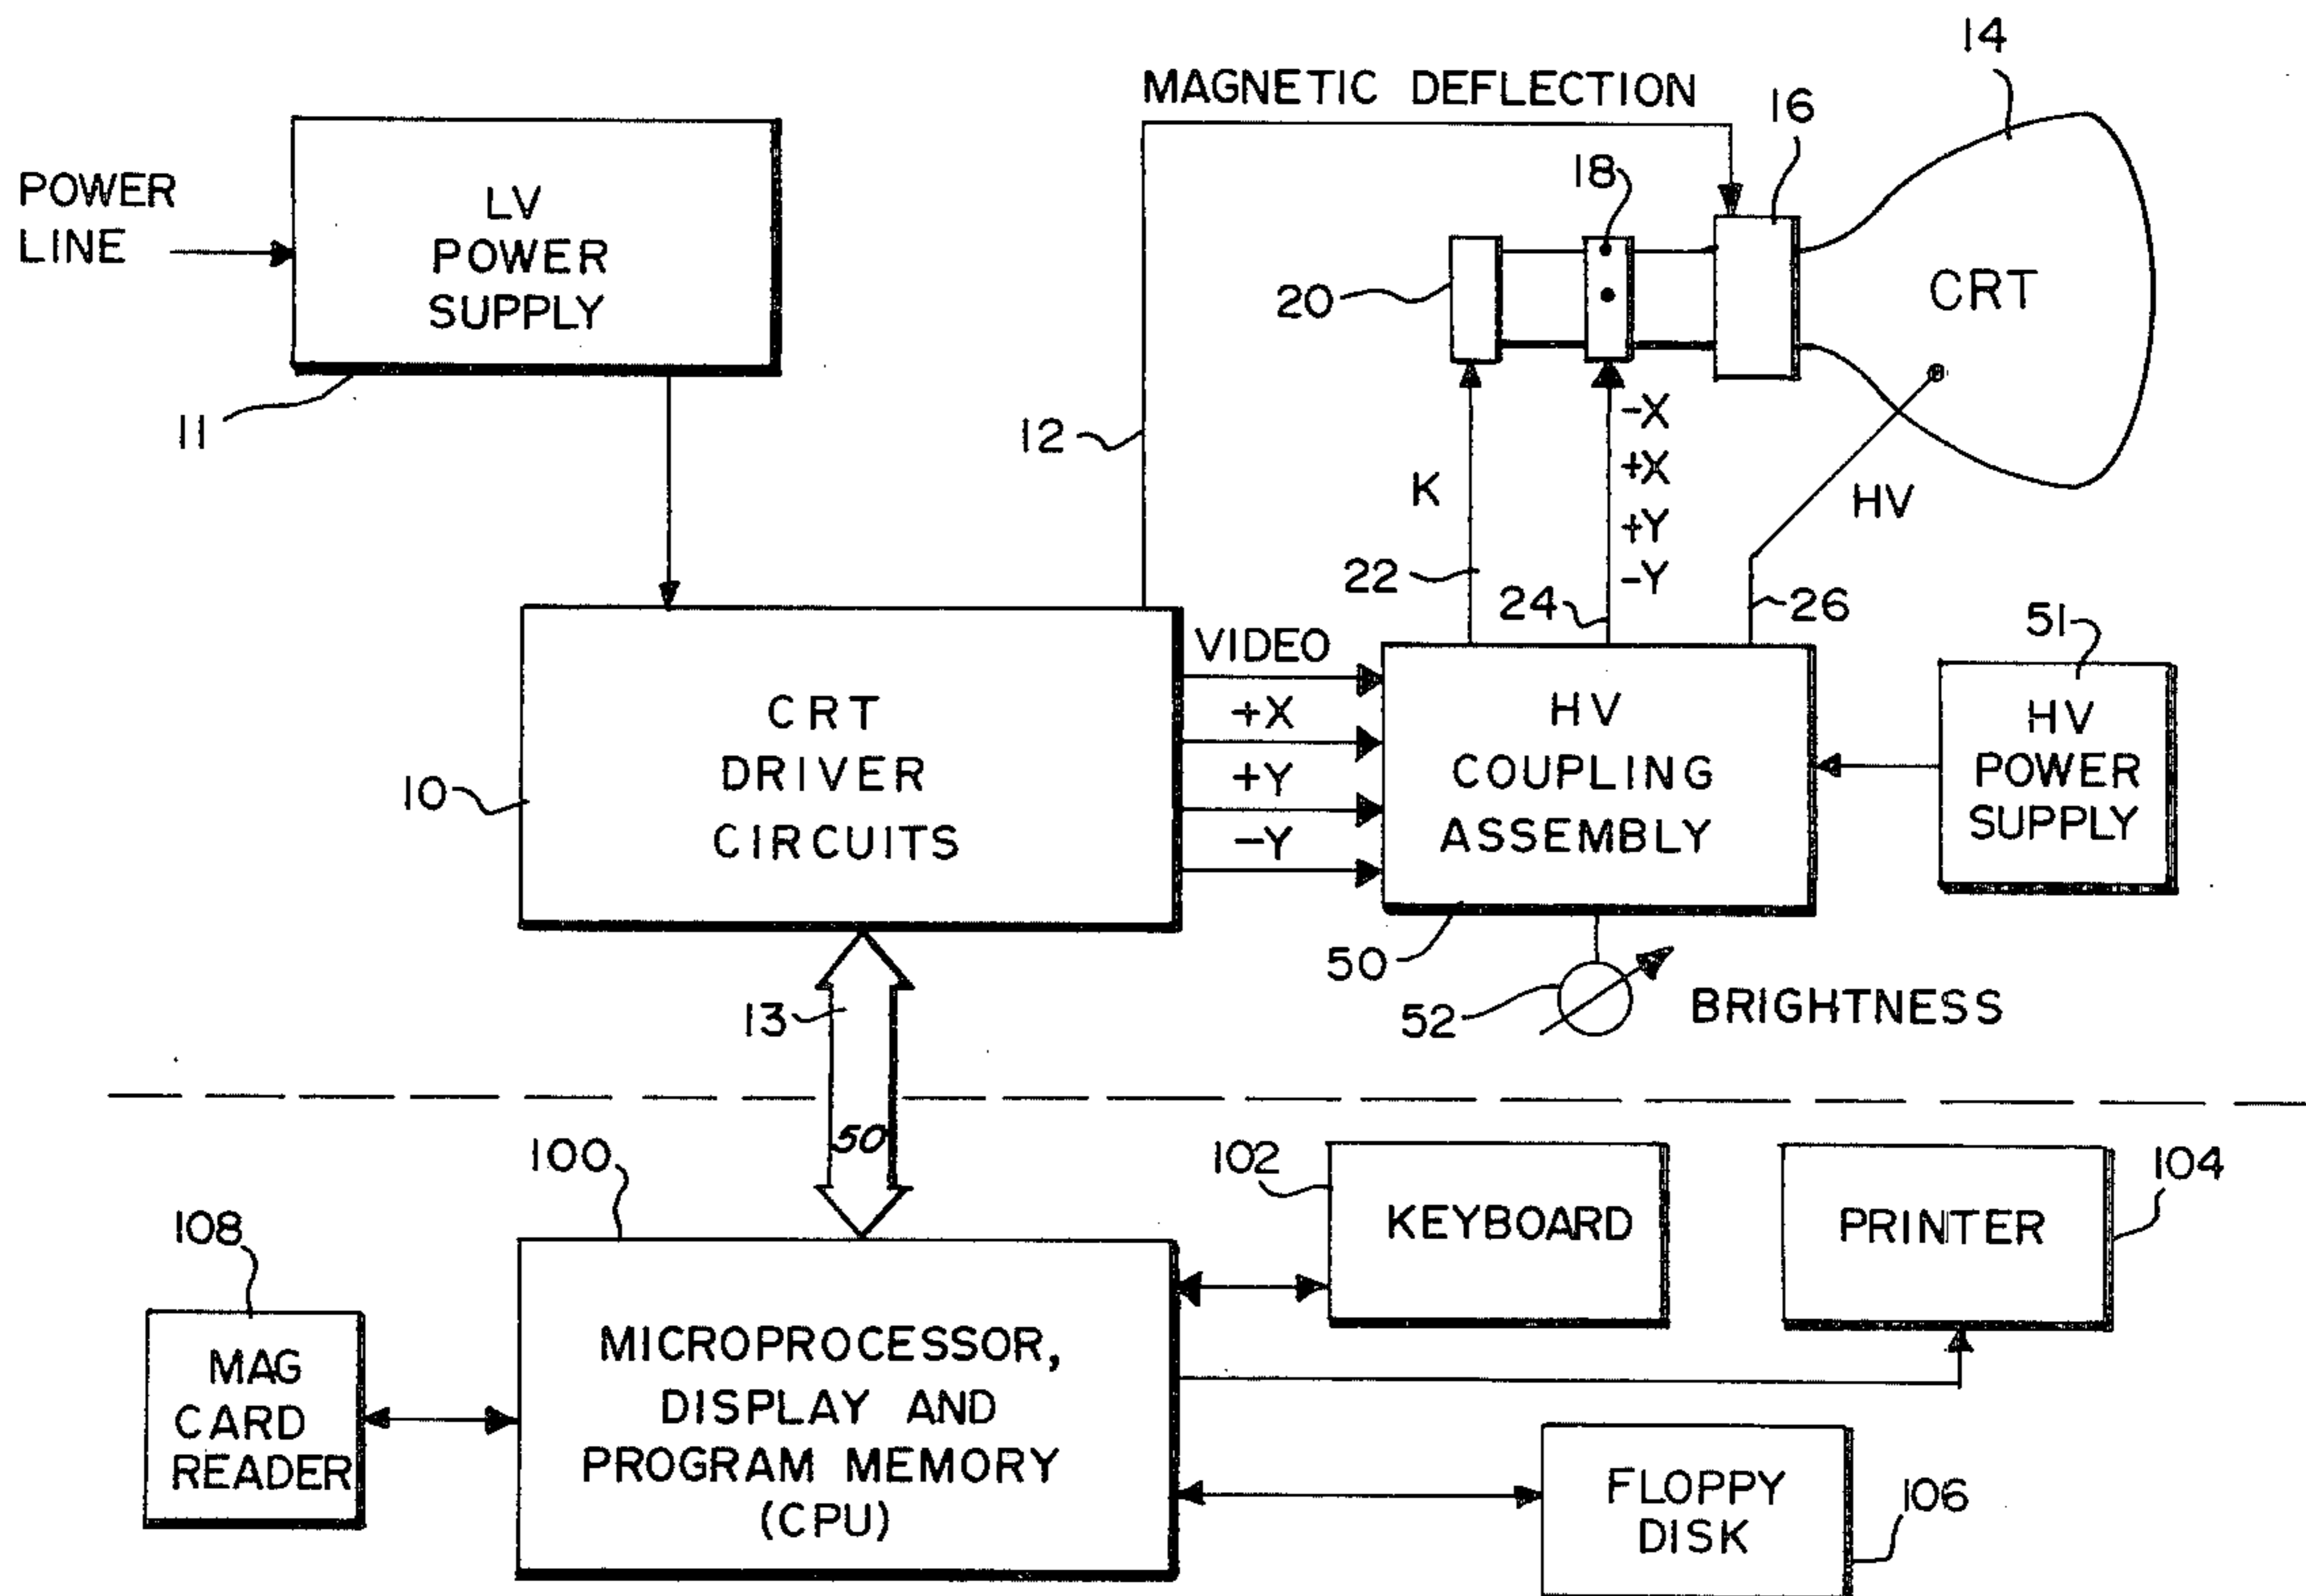 14
MAGNETIC DEFLECTION
16
POWER
LINE
LV
POWER
SUPPLY
11
18
20
CRT
12
K
-X
+X
+Y
-Y
HV
22
24
26
51
HV
POWER
SUPPLY
VIDEO
+X
+Y
-Y
10
CRT
DRIVER
CIRCUITS
HV
COUPLING
ASSEMBLY
50
52
BRIGHTNESS
13
50
100
102
KEYBOARD
PRINTER
104
108
MAG
CARD
READER
MICROPROCESSOR,
DISPLAY AND
PROGRAM MEMORY
(CPU)
FLOPPY
DISK
106